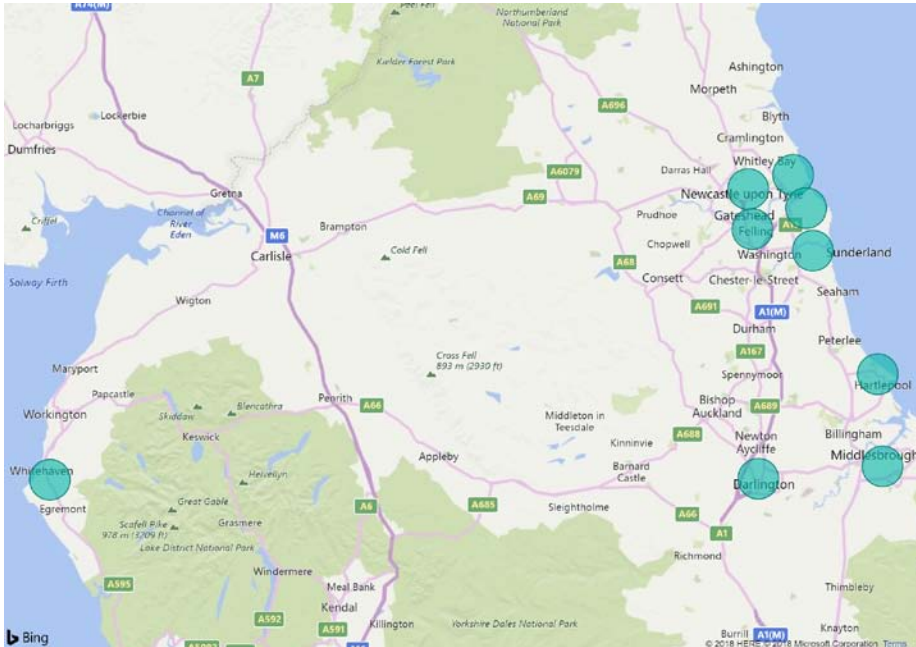 A74(M)
Peel Fell
Northumberland
National Park
Kielder Forest Park
A7
Ashington
Morpeth
Lockerbie
A696
Blyth
Locharbriggs
Cramlington
Dumfries
Darras Hall
Whitley Bay
A6079
Gretna
A69
Newcastle upon Tyne
Prudhoe
Gateshead
Criffel
Channel of
River
Eden
M6
Brampton
Felling
Chopwell
Carlisle
Cold Fell
A68
Washington
Sunderland
Solway Firth
Consett
Chester-le-Street
Wigton
Seaham
A691
A1(M)
Durham
Peterlee
Cross Fell
893 m (2930 ft)
A167
Maryport
Spennymoor
Hartlepool
Papcastle
Blencathra
Penrith
A66
Skiddaw
Workington
Bishop
Auckland
A689
Middleton in
Teesdale
Keswick
A688
Billingham
Kinninvie
Newton
Aycliffe
Middlesbrough
Appleby
Whitehaven
Barnard
Castle
Helvellyn
Darlington
Great Gable
A6
A685
Egremont
Sleightholme
A66
Scafell Pike
978 m (3209 ft)
Grasmere
A1
Lake District National Park
Richmond
Windermere
A595
Meal Bank
Thimbleby
A592
Kendal
A591
Killington
Yorkshire Dales National Park
Knayton
Burrill
A1(M)
Bing
© 2018 HERE © 2018 Microsoft Corporation Terms